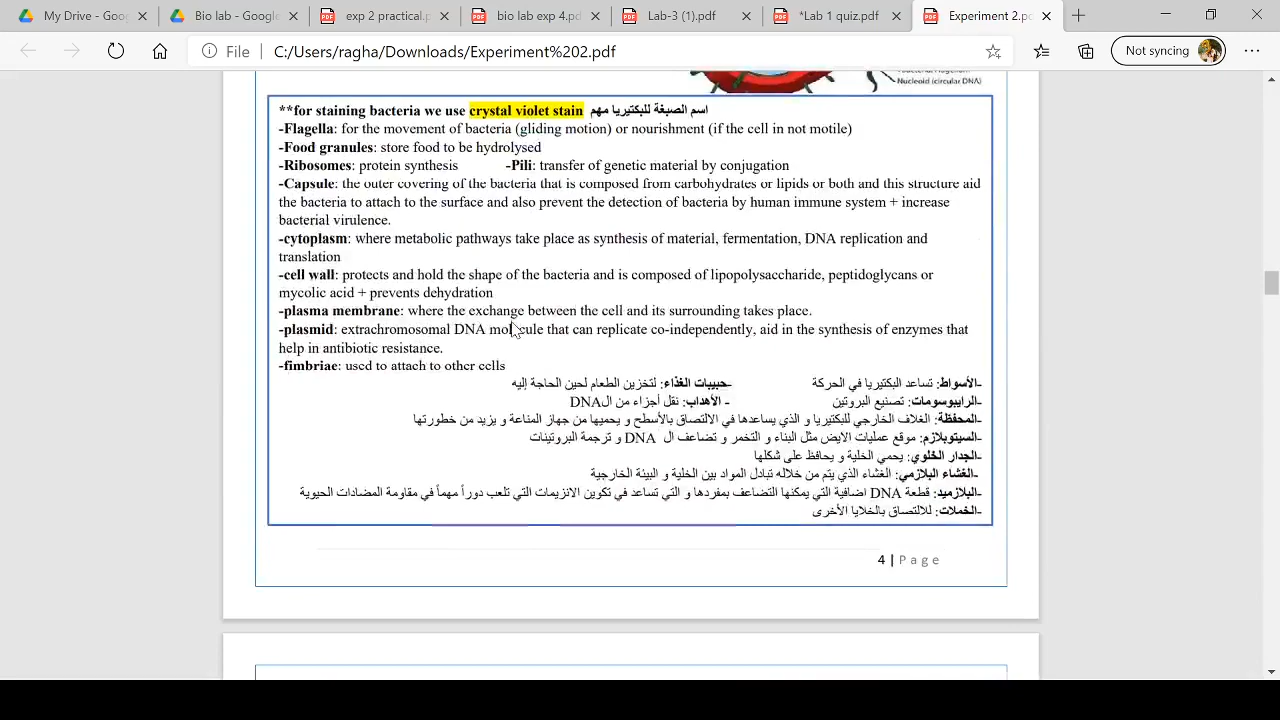 My Drive - Goog
Bio lab - Google
exp 2 practical.p
bio lab exp 4.pd
Lab-3 (1).pdf
*Lab 1 quiz.pdf
Experiment 2.pd
File
C:/Users/ragha/Downloads/Experiment%202.pdf
Not syncing
Nucleoid (circular DNA)
**for staining bacteria we use crystal violet stain اسم الصبغة للبكتيريا مهم
-Flagella: for the movement of bacteria (gliding motion) or nourishment (if the cell in not motile)
-Food granules: store food to be hydrolysed
-Ribosomes: protein synthesis -Pili: transfer of genetic material by conjugation
-Capsule: the outer covering of the bacteria that is composed from carbohydrates or lipids or both and this structure aid
the bacteria to attach to the surface and also prevent the detection of bacteria by human immune system + increase
bacterial virulence.
-cytoplasm: where metabolic pathways take place as synthesis of material, fermentation, DNA replication and
translation
-cell wall: protects and hold the shape of the bacteria and is composed of lipopolysaccharide, peptidoglycans or
mycolic acid + prevents dehydration
-plasma membrane: where the exchange between the cell and its surrounding takes place.
-plasmid: extrachromosomal DNA molecule that can replicate co-independently, aid in the synthesis of enzymes that
help in antibiotic resistance.
-fimbriae: used to attach to other cells
-الأسواط: تساعد البكتيريا في الحركة -حبيبات الغذاء: لتخزين الطعام لحين الحاجة إليه
-الرايبوسومات: تصنيع البروتين - الأهداب: نقل أجزاء من الDNA
-المحفظة: الغلاف الخارجي للبكتيريا و الذي يساعدها في الالتصاق بالأسطح و يحميها من جهاز المناعة و يزيد من خطورتها
-السيتوبلازم: موقع عمليات الايض مثل البناء و التخمر و تضاعف ال DNA و ترجمة البروتينات
-الجدار الخلوي: يحمي الخلية و يحافظ على شكلها
-الغشاء البلازمي: الغشاء الذي يتم من خلاله تبادل المواد بين الخلية و البيئة الخارجية
-البلازميد: قطعة DNA اضافية التي يمكنها التضاعف بمفردها و التي تساعد في تكوين الانزيمات التي تلعب دوراً مهماً في مقاومة المضادات الحيوية
-الخملات: للالتصاق بالخلايا الأخرى
4 | Page